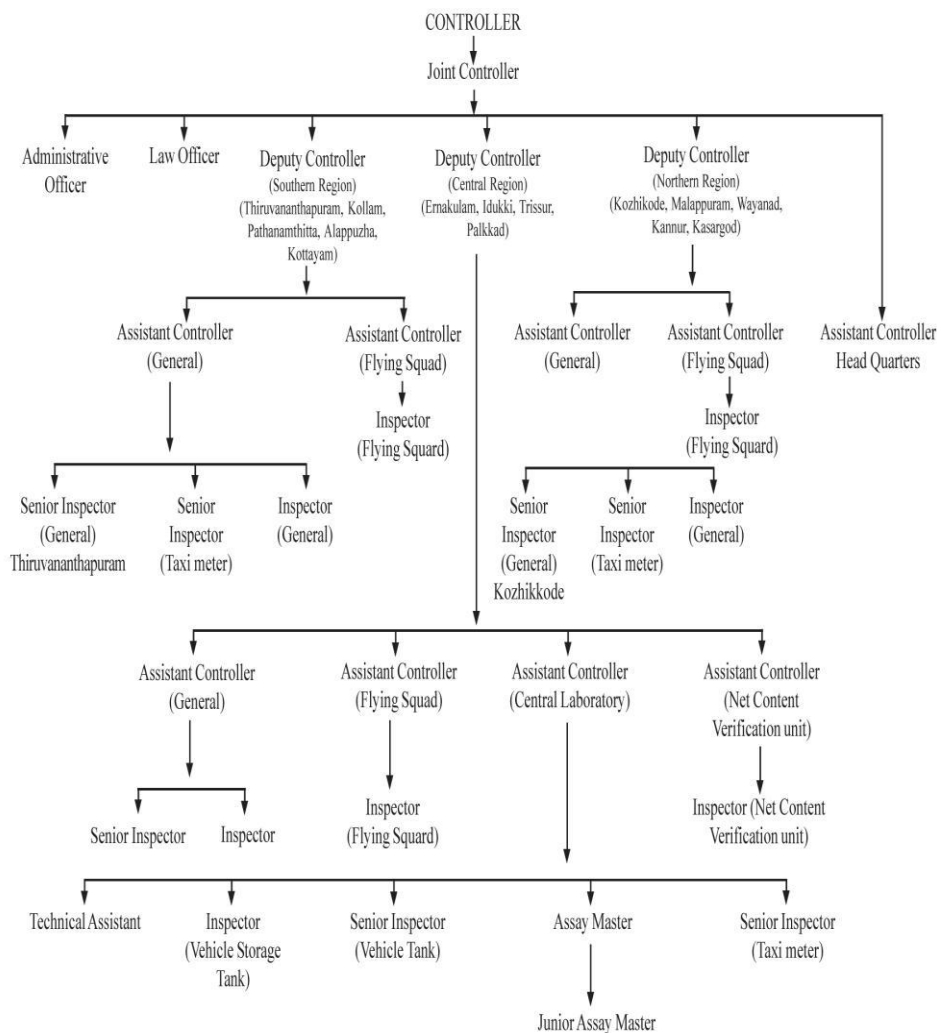 CONTROLLER
Joint Controller
Administrative
Officer
Law Officer
Deputy Controller
(Southern Region)
(Thiruvananthapuram, Kollam,
Pathanamthitta, Alappuzha,
Kottayam)
Deputy Controller
(Central Region)
(Ernakulam, Idukki, Trissur,
Palkkad)
Deputy Controller
(Northern Region)
(Kozhikode, Malappuram, Wayanad,
Kannur, Kasargod)
Assistant Controller
(General)
Assistant Controller
(Flying Squad)
Assistant Controller
(General)
Assistant Controller
(Flying Squad)
Assistant Controller
Head Quarters
Inspector
(Flying Squard)
Inspector
(Flying Squard)
Senior Inspector
(General)
Thiruvananthapuram
Senior
Inspector
(Taxi meter)
Inspector
(General)
Senior
Inspector
(General)
Kozhikkode
Senior
Inspector
(Taxi meter)
Inspector
(General)
Assistant Controller
(General)
Assistant Controller
(Flying Squad)
Assistant Controller
(Central Laboratory)
Assistant Controller
(Net Content
Verification unit)
Senior Inspector
Inspector
Inspector
(Flying Squard)
Inspector (Net Content
Verification unit)
Technical Assistant
Inspector
(Vehicle Storage
Tank)
Senior Inspector
(Vehicle Tank)
Assay Master
Senior Inspector
(Taxi meter)
Junior Assay Master